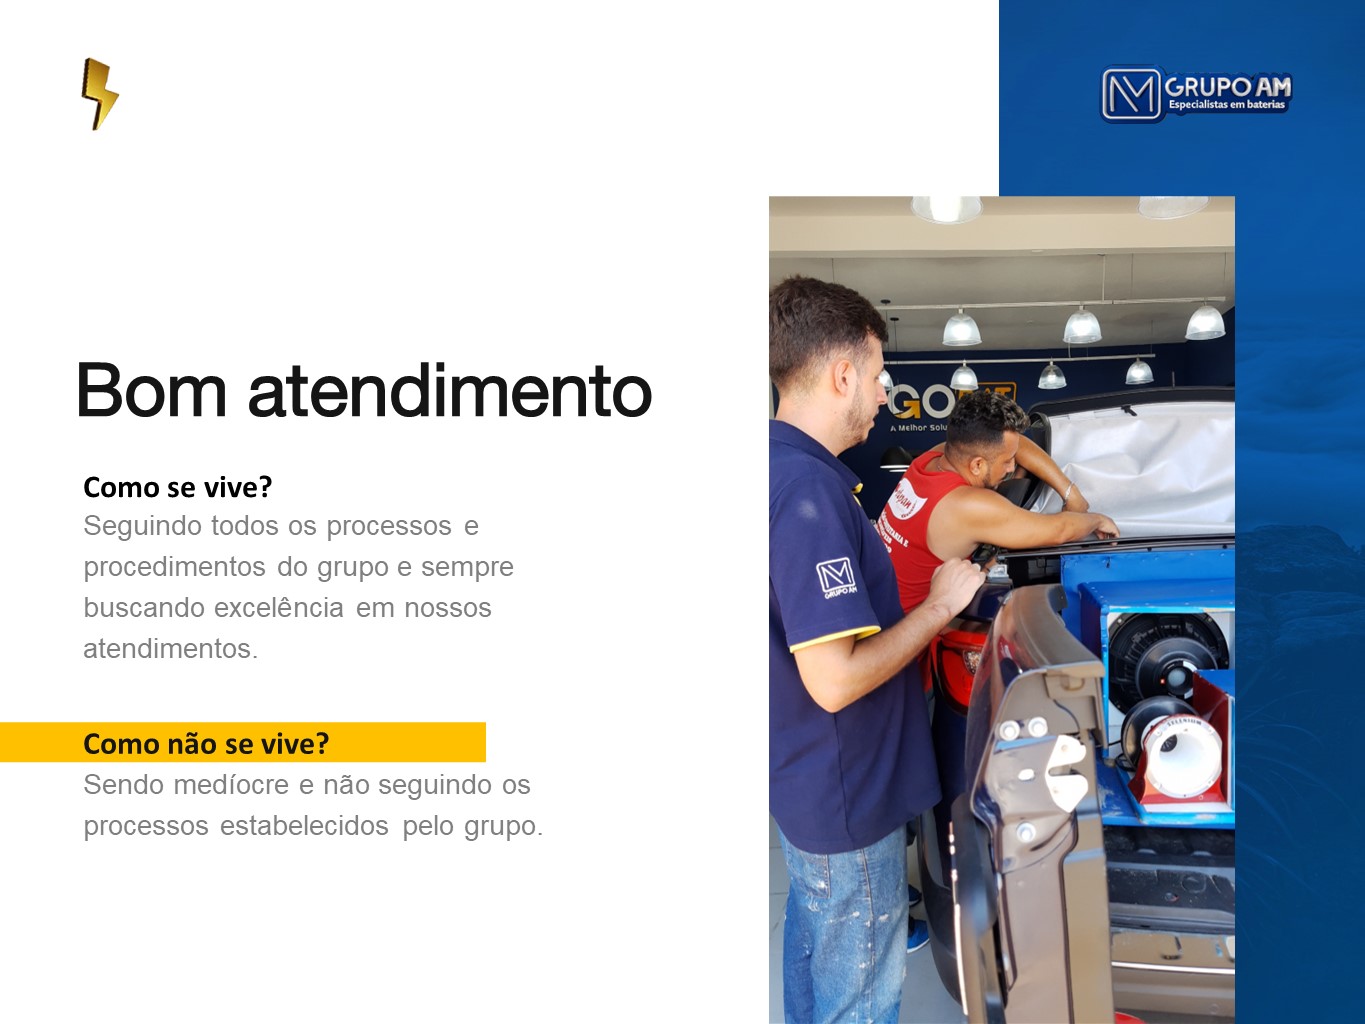 GRUPO AM
Especialistas em baterias
Bom atendimento
Como se vive?
Seguindo todos os processos e
procedimentos do grupo e sempre
buscando excelência em nossos
atendimentos.
Como não se vive?
Sendo medíocre e não seguindo os
processos estabelecidos pelo grupo.
GO
A Melhor
GRUPO AM
SELENIUM